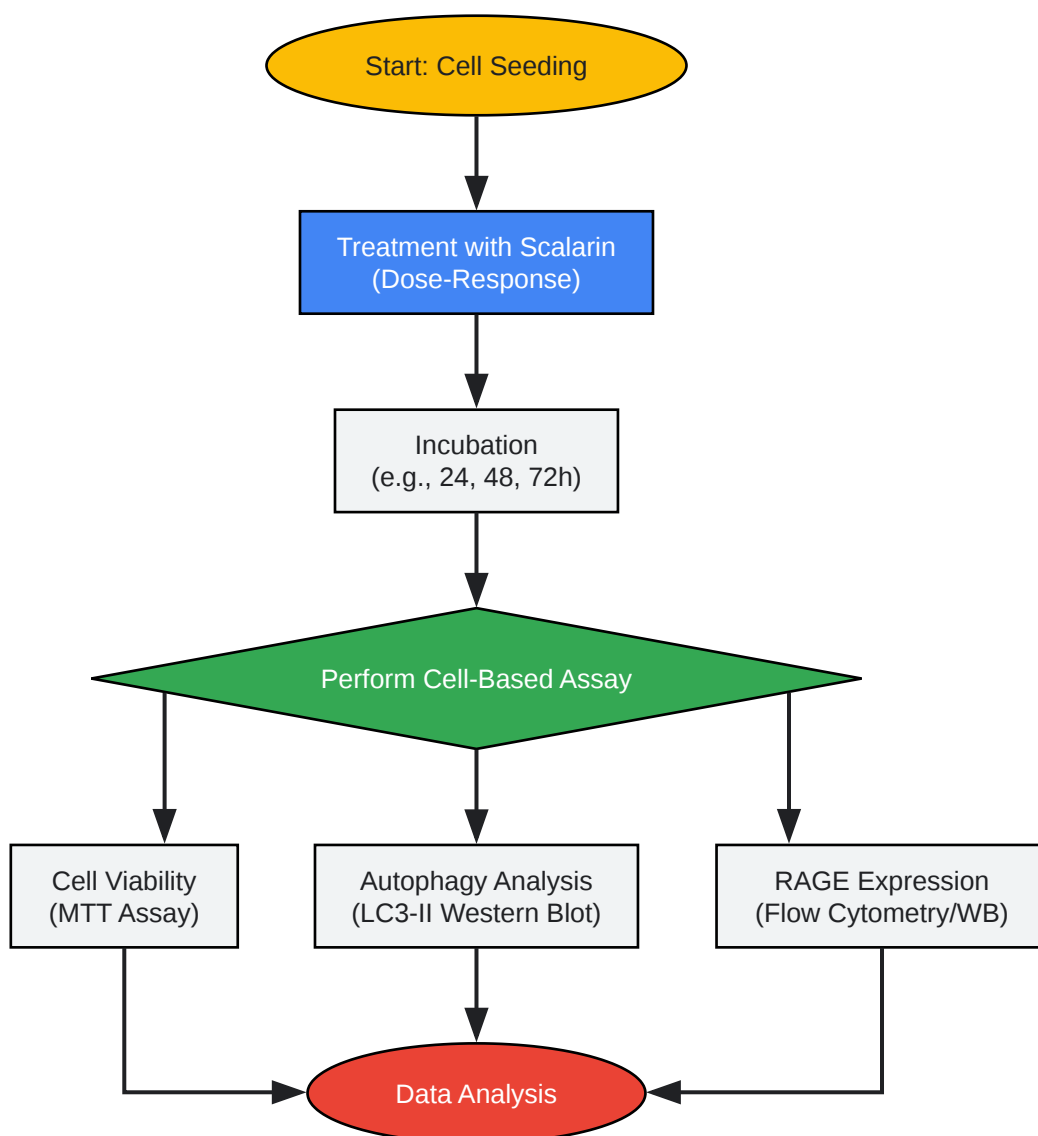 Start: Cell Seeding
Treatment with Scalarin
(Dose-Response)
Incubation
(e.g., 24, 48, 72h)
Perform Cell-Based Assay
Cell Viability
(MTT Assay)
Autophagy Analysis
(LC3-II Western Blot)
RAGE Expression
(Flow Cytometry/WB)
Data Analysis